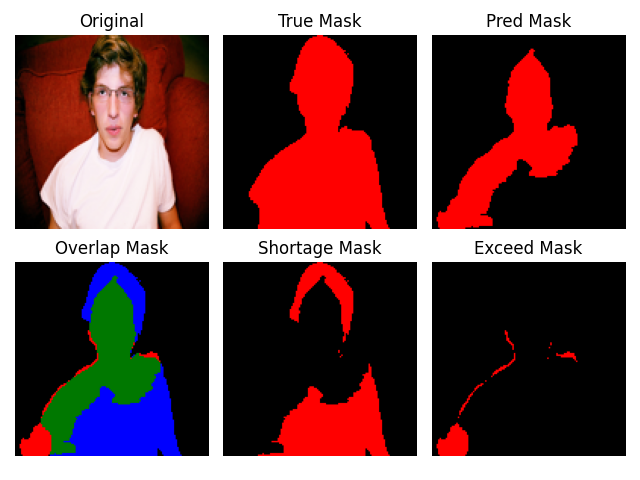 Original
True Mask
Pred Mask
Overlap Mask
Shortage Mask
Exceed Mask